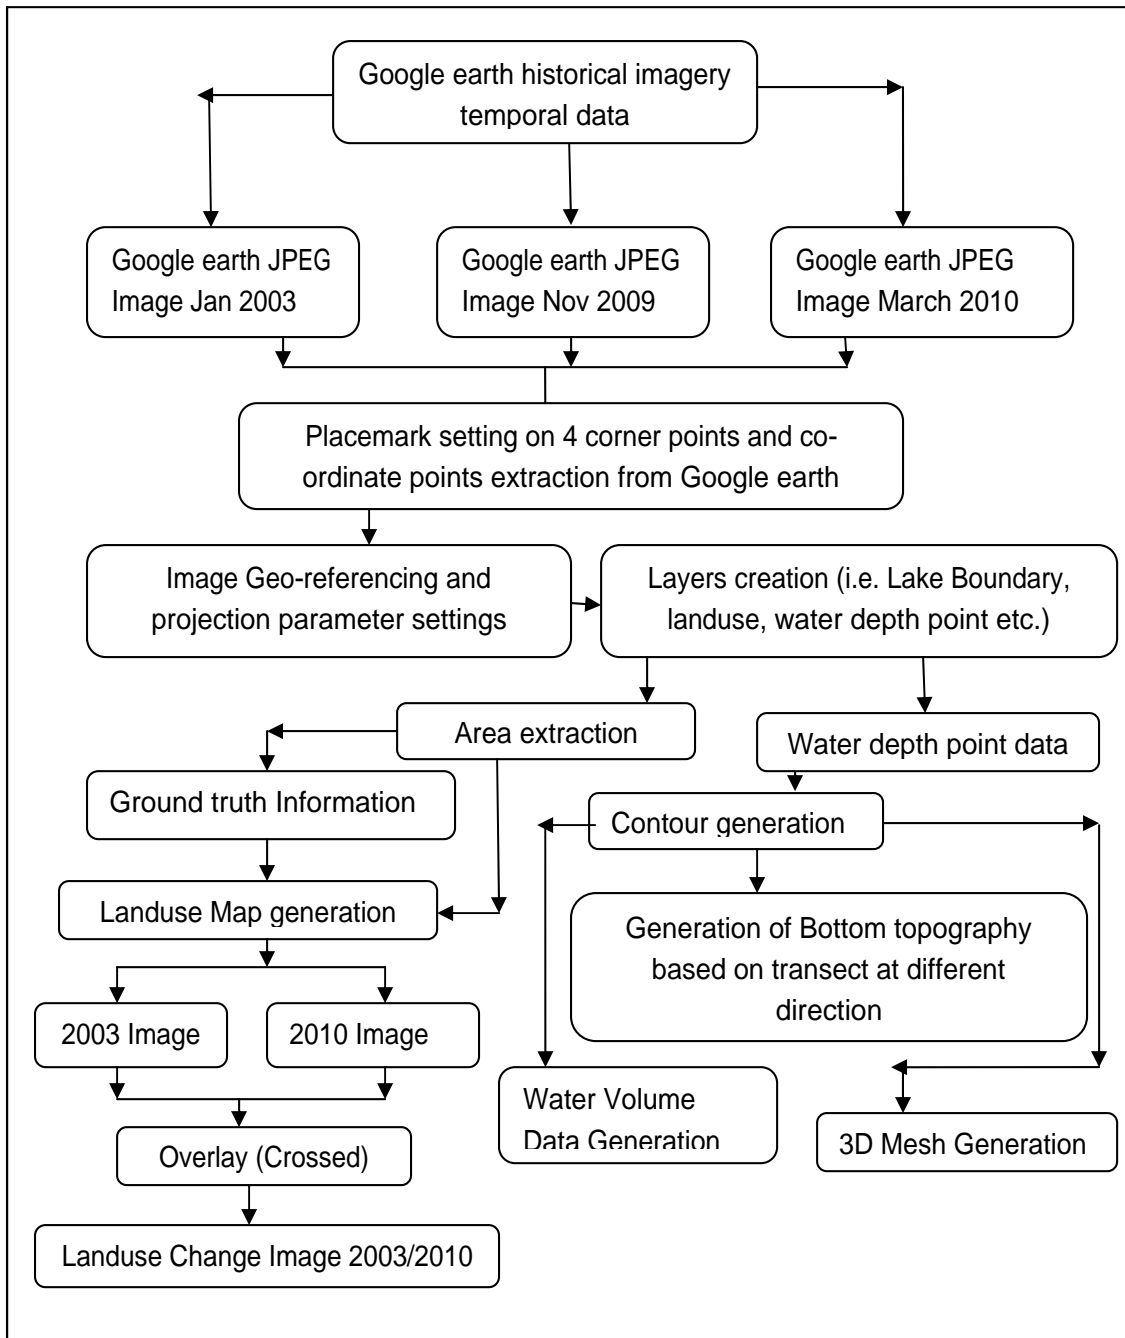 Google earth historical imagery
temporal data
Google earth JPEG
Image Jan 2003
Google earth JPEG
Image Nov 2009
Google earth JPEG
Image March 2010
Placemark setting on 4 corner points and co-
ordinate points extraction from Google earth
Image Geo-referencing and
projection parameter settings
Layers creation (i.e. Lake Boundary,
landuse, water depth point etc.)
Area extraction
Water depth point data
Ground truth Information
Contour generation
Landuse Map generation
Generation of Bottom topography
based on transect at different
direction
2003 Image
2010 Image
Water Volume
Data Generation
3D Mesh Generation
Overlay (Crossed)
Landuse Change Image 2003/2010